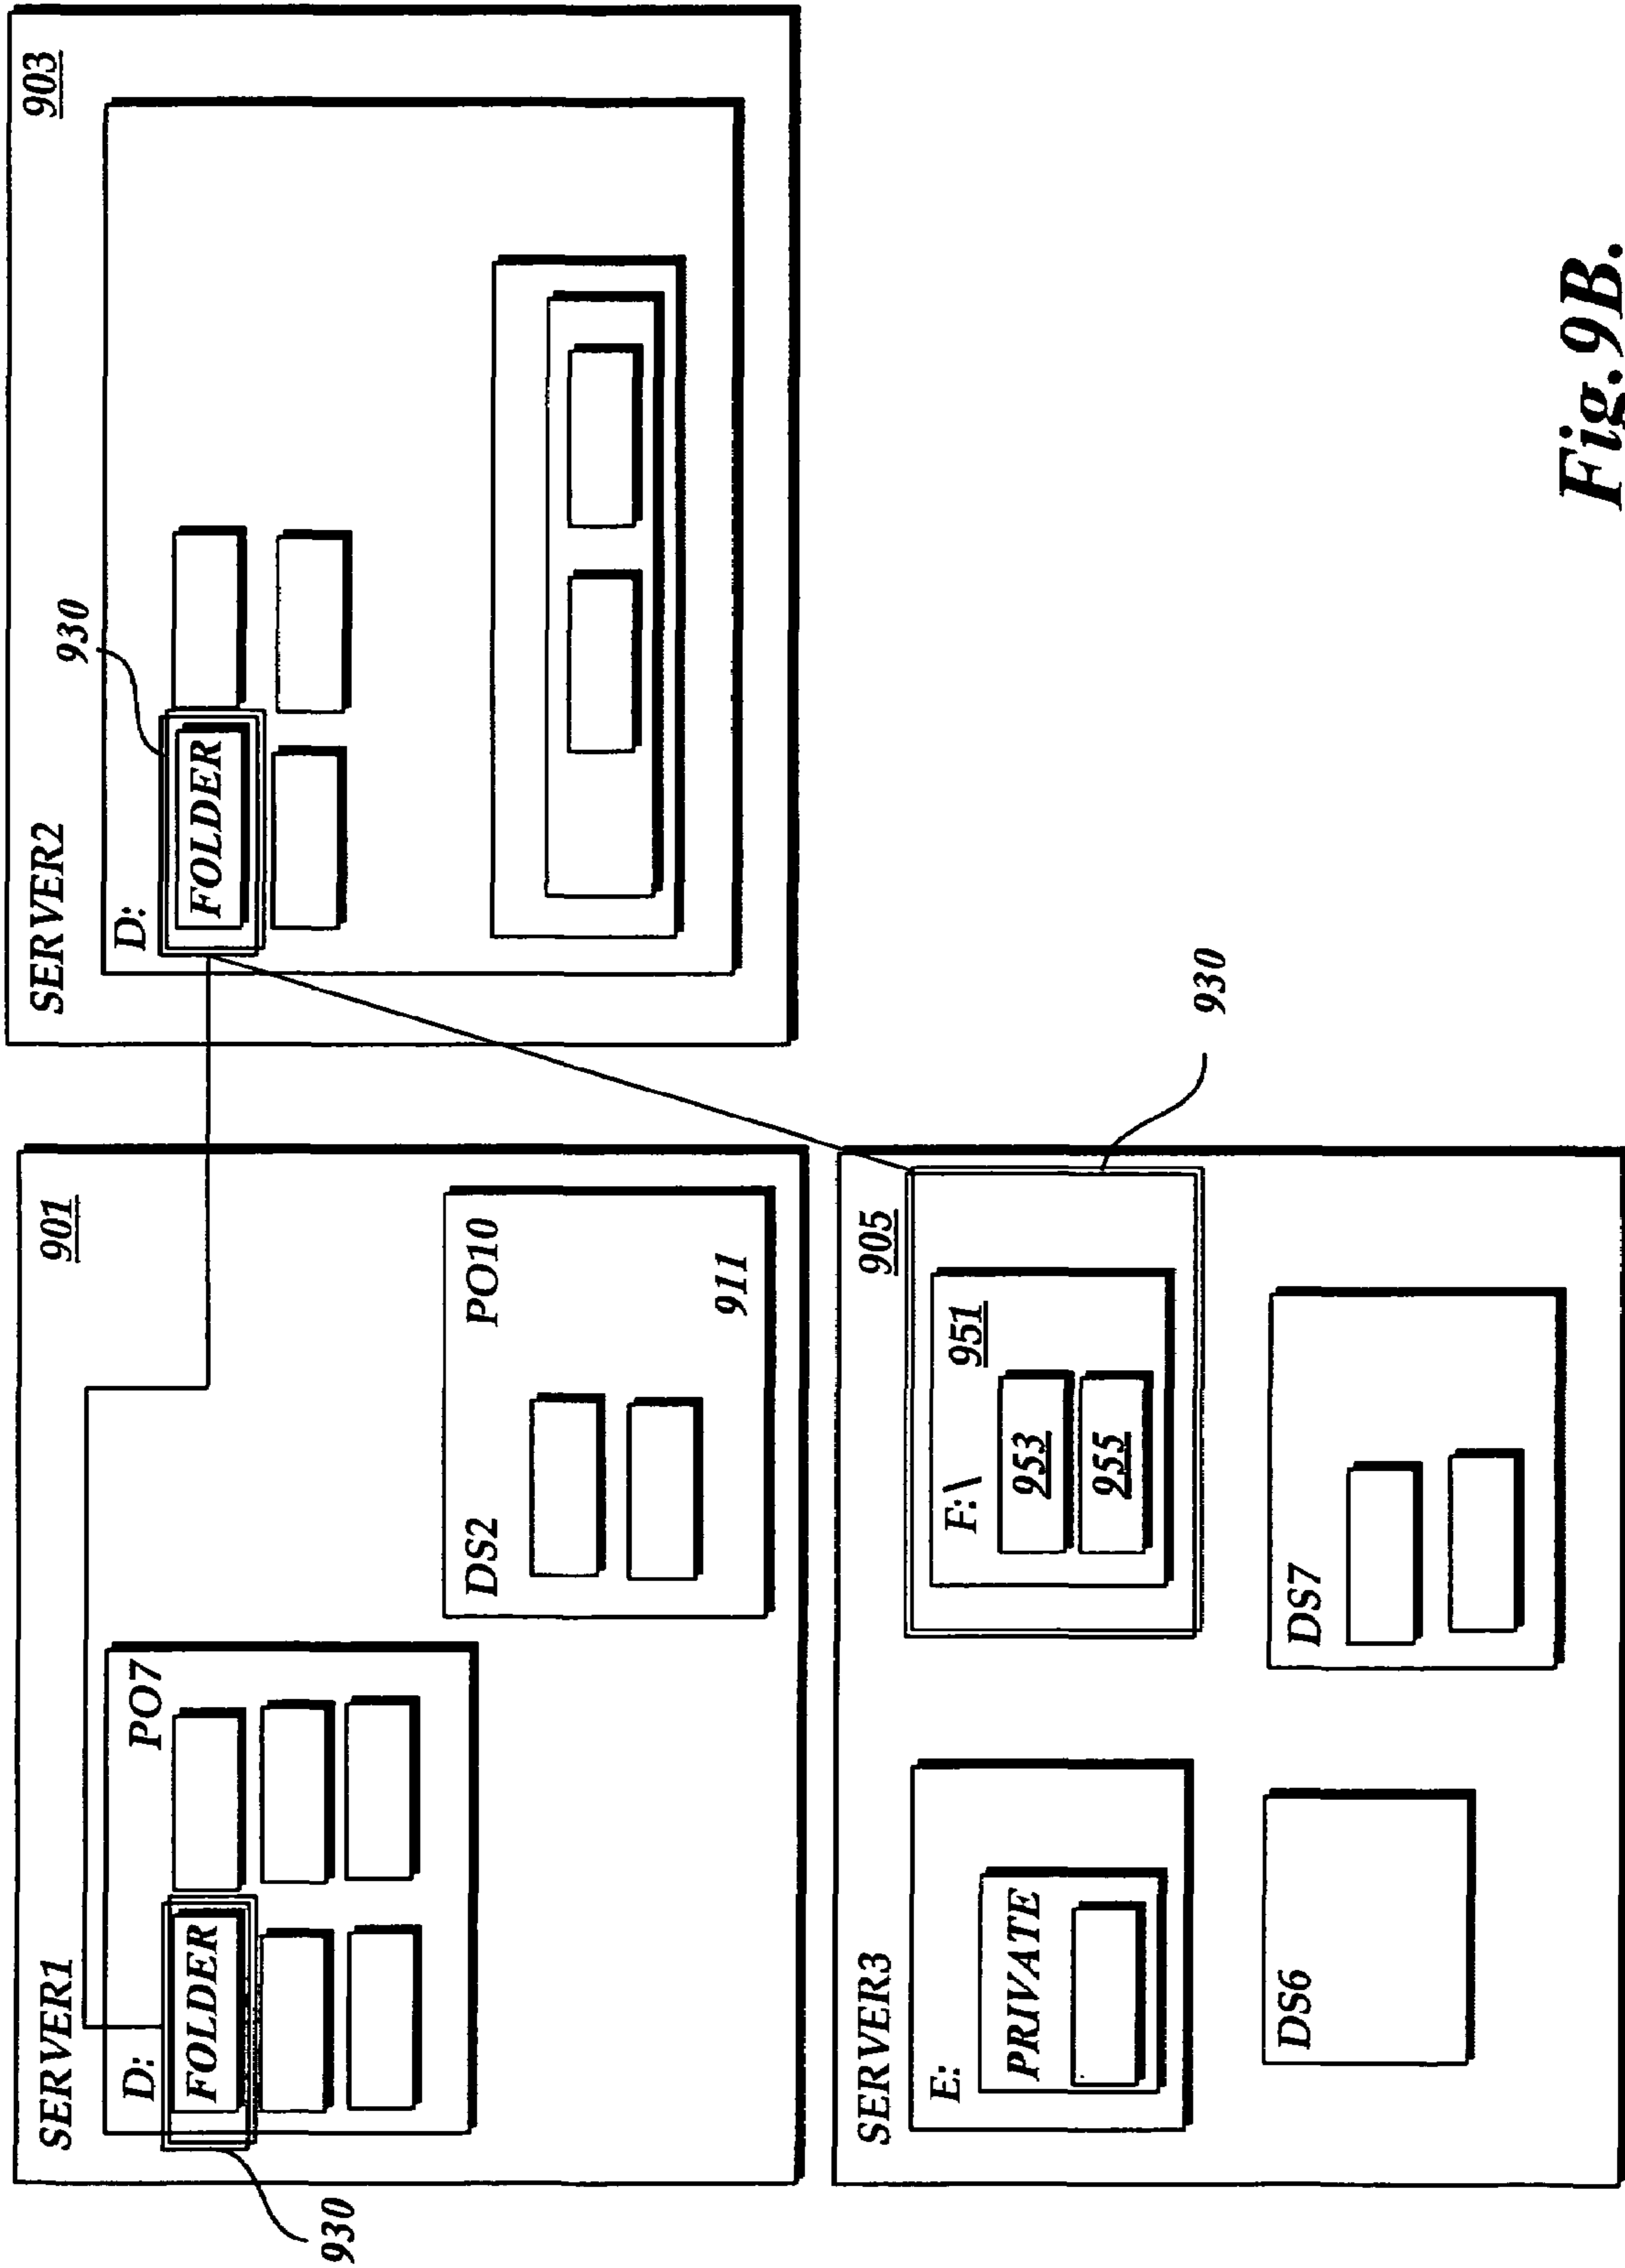 SERVER1
901
D:
PO7
FOLDER
930
DS2
PO10
911
SERVER2
903
930
D:
FOLDER
SERVER3
905
E:
PRIVATE
F:\
951
953
955
930
DS6
DS7
Fig.9B.